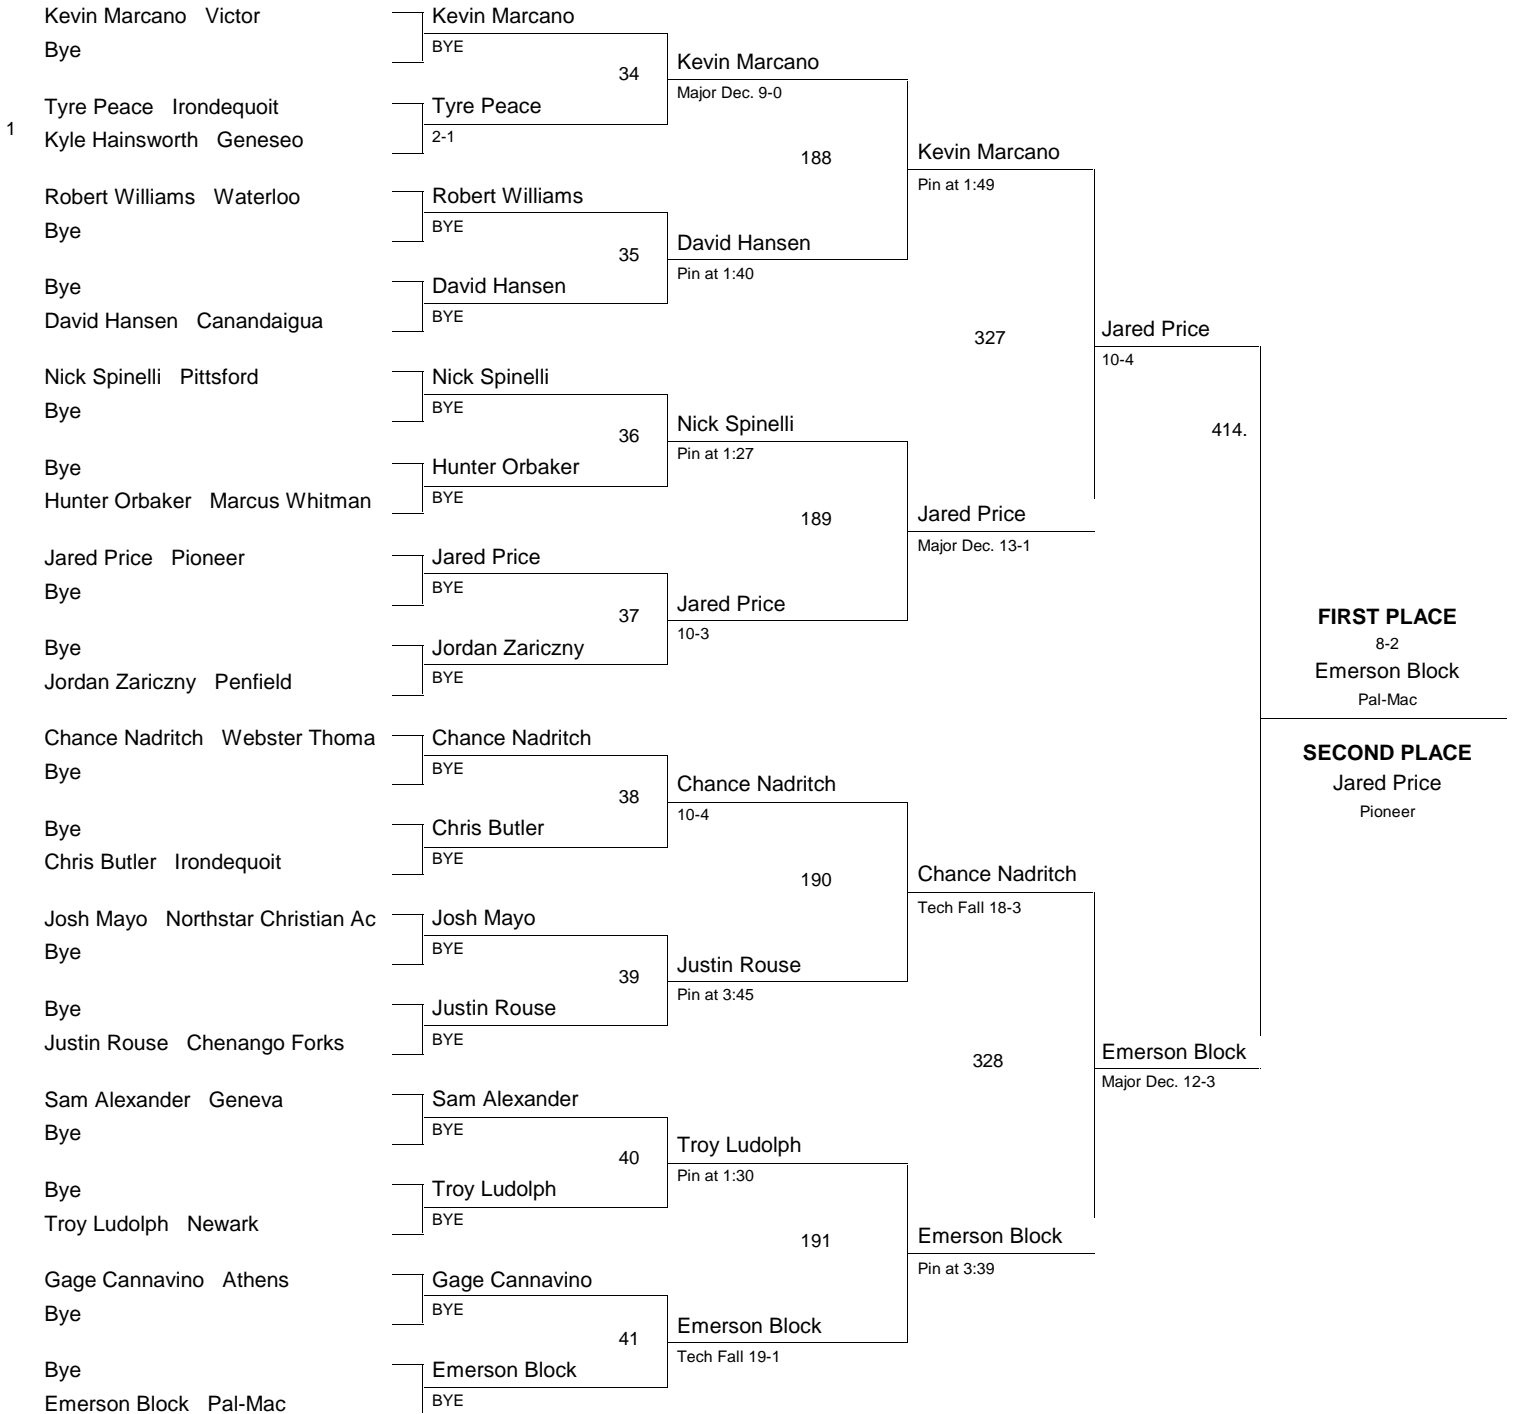 Kevin Marcano Victor
Bye
1
Tyre Peace Irondequoit
Kyle Hainsworth Geneseo
Robert Williams Waterloo
Bye
Bye
David Hansen Canandaigua
Nick Spinelli Pittsford
Bye
Bye
Hunter Orbaker Marcus Whitman
Jared Price Pioneer
Bye
Bye
Jordan Zariczny Penfield
Chance Nadritch Webster Thoma
Bye
Bye
Chris Butler Irondequoit
Josh Mayo Northstar Christian Ac
Bye
Bye
Justin Rouse Chenango Forks
Sam Alexander Geneva
Bye
Bye
Troy Ludolph Newark
Gage Cannavino Athens
Bye
Bye
Emerson Block Pal-Mac
Kevin Marcano
BYE
34
Tyre Peace
2-1
Robert Williams
BYE
35
David Hansen
BYE
Nick Spinelli
BYE
36
Hunter Orbaker
BYE
Jared Price
BYE
37
Jordan Zariczny
BYE
Chance Nadritch
BYE
38
Chris Butler
BYE
Josh Mayo
BYE
39
Justin Rouse
BYE
Sam Alexander
BYE
40
Troy Ludolph
BYE
Gage Cannavino
BYE
41
Emerson Block
BYE
Kevin Marcano
Major Dec. 9-0
188
David Hansen
Pin at 1:40
Nick Spinelli
Pin at 1:27
189
Jared Price
10-3
Chance Nadritch
10-4
190
Justin Rouse
Pin at 3:45
Troy Ludolph
Pin at 1:30
191
Emerson Block
Tech Fall 19-1
Kevin Marcano
Pin at 1:49
327
Jared Price
Major Dec. 13-1
Chance Nadritch
Tech Fall 18-3
328
Emerson Block
Pin at 3:39
Jared Price
10-4
414.
Emerson Block
Major Dec. 12-3
FIRST PLACE
8-2
Emerson Block
Pal-Mac
SECOND PLACE
Jared Price
Pioneer